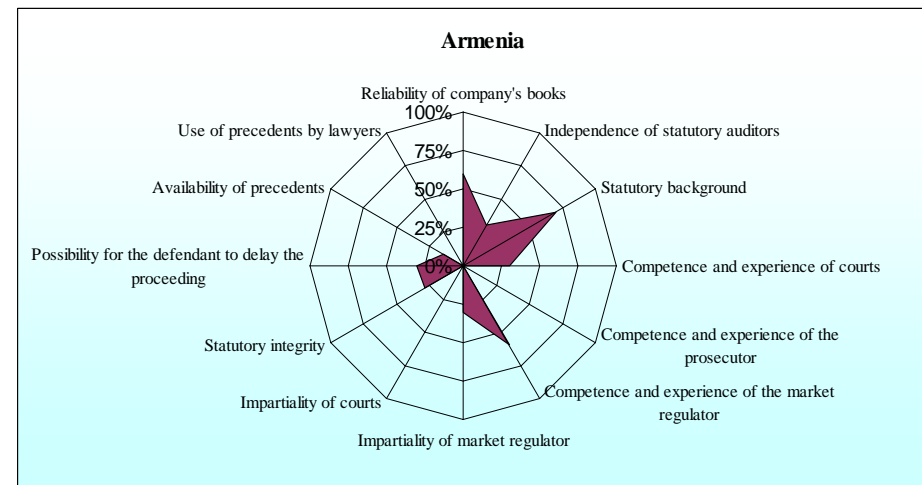 Armenia
Reliability of company's books
100%
Use of precedents by lawyers
Independence of statutory auditors
75%
Availability of precedents
50%
Statutory background
25%
Possibility for the defendant to delay the
proceeding
0%
Competence and experience of courts
Statutory integrity
Competence and experience of the
prosecutor
Impartiality of courts
Competence and experience of the market
regulator
Impartiality of market regulator